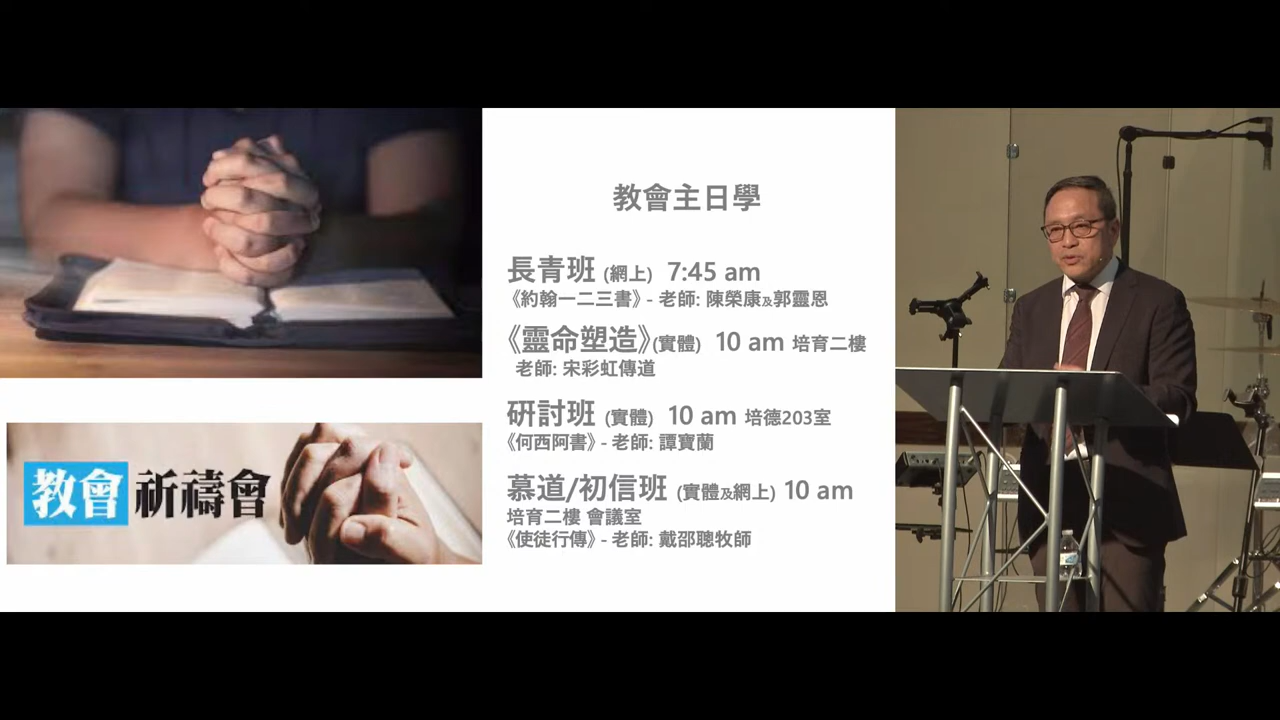 教會祈禱會
教會主日學
長青班 (網上) 7:45 am
《約翰一二三書》- 老師: 陳榮康及郭靈恩
《靈命塑造》(實體) 10 am 培育二樓
老師: 宋彩虹傳道
研討班 (實體) 10 am 培德203室
《何西阿書》- 老師: 譚寶蘭
慕道/初信班 (實體及網上) 10 am
培育二樓 會議室
《使徒行傳》- 老師: 戴邵聰牧師